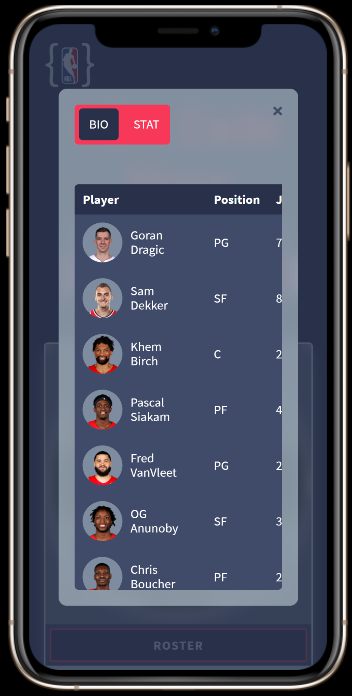 { NBA }
×
BIO STAT
Player Position J
Goran
Dragic
PG 7
Sam
Dekker
SF 8
Khem
Birch
C 2
Pascal
Siakam
PF 4
Fred
VanVleet
PG 2
OG
Anunoby
SF 3
Chris
Boucher
PF 2
ROSTER